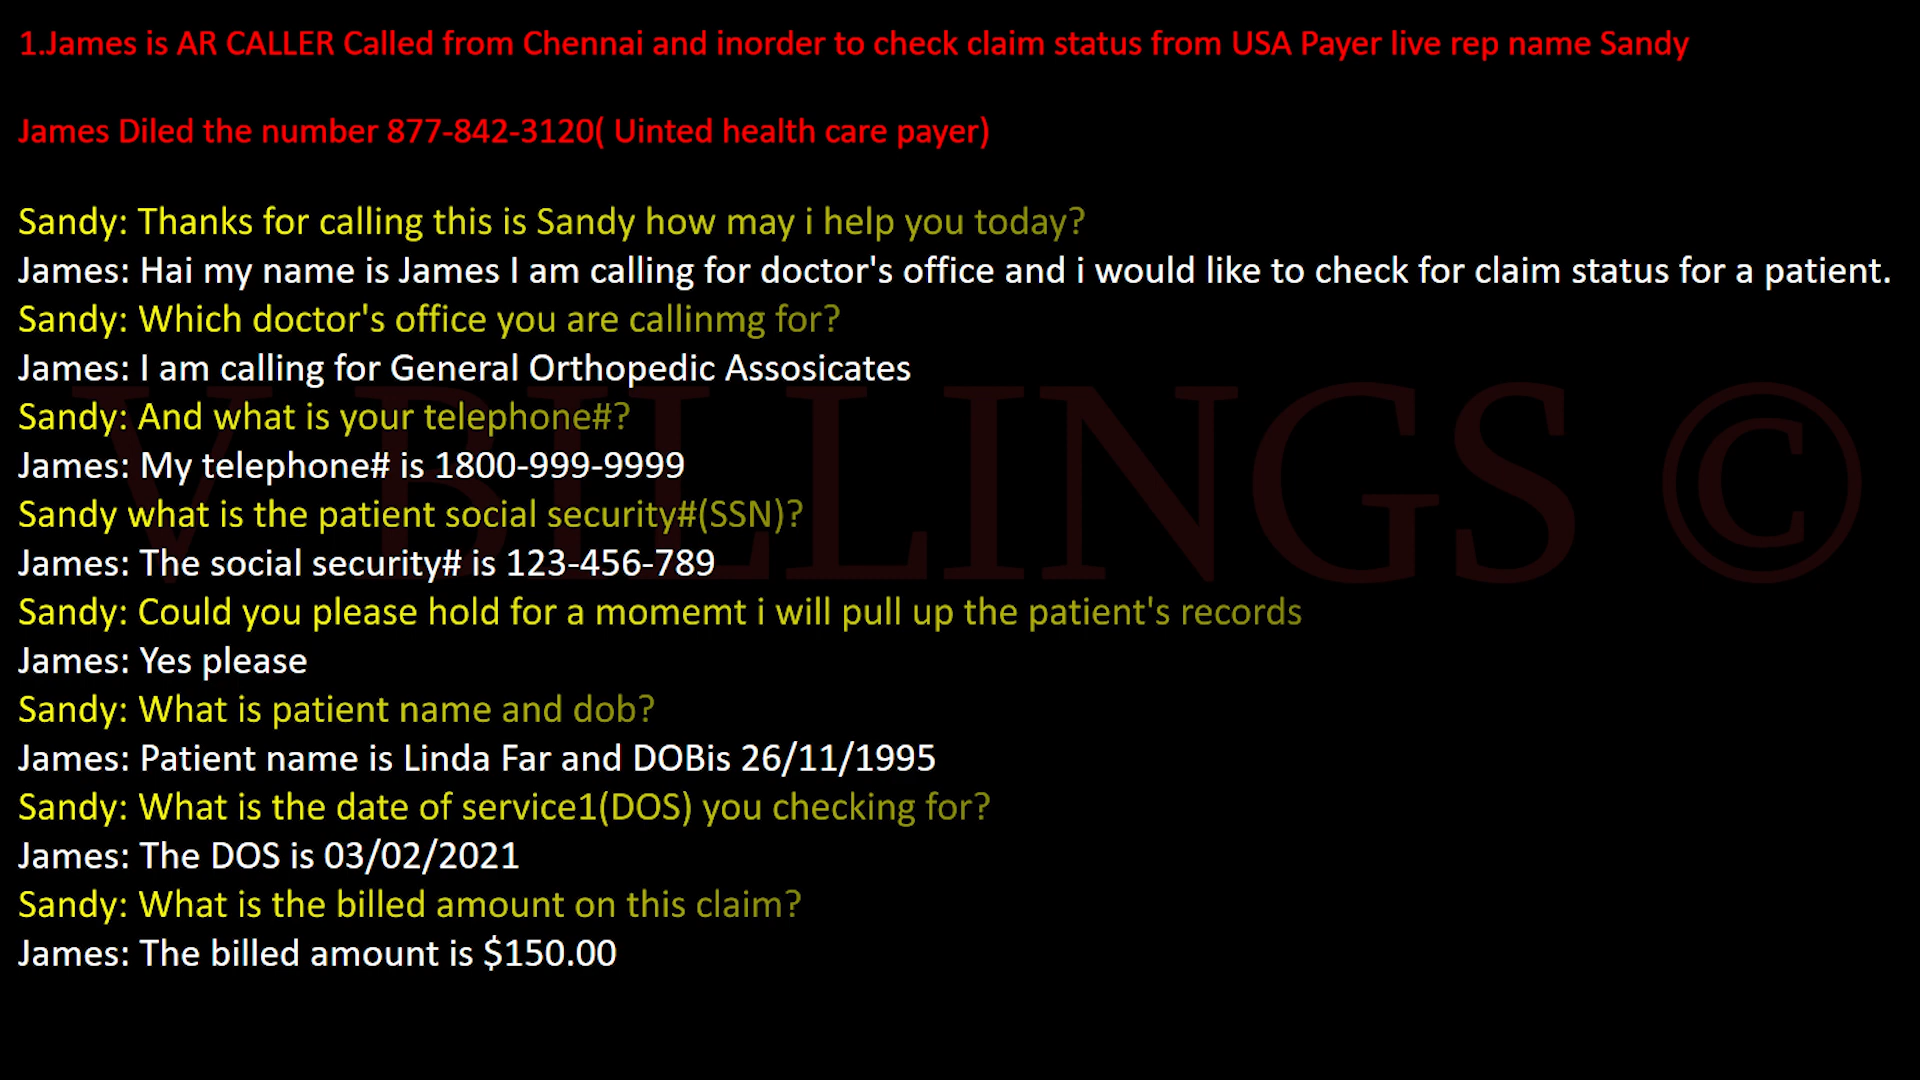 1.James is AR CALLER Called from Chennai and inorder to check claim status from USA Payer live rep name Sandy
James Diled the number 877-842-3120( Uinted health care payer)
Sandy: Thanks for calling this is Sandy how may i help you today?
James: Hai my name is James I am calling for doctor's office and i would like to check for claim status for a patient.
Sandy: Which doctor's office you are callinmg for?
James: I am calling for General Orthopedic Assosicates
Sandy: And what is your telephone#?
James: My telephone# is 1800-999-9999
Sandy what is the patient social security#(SSN)?
James: The social security# is 123-456-789
Sandy: Could you please hold for a momemt i will pull up the patient's records
James: Yes please
Sandy: What is patient name and dob?
James: Patient name is Linda Far and DOBis 26/11/1995
Sandy: What is the date of service1(DOS) you checking for?
James: The DOS is 03/02/2021
Sandy: What is the billed amount on this claim?
James: The billed amount is $150.00
V BILLINGS ©